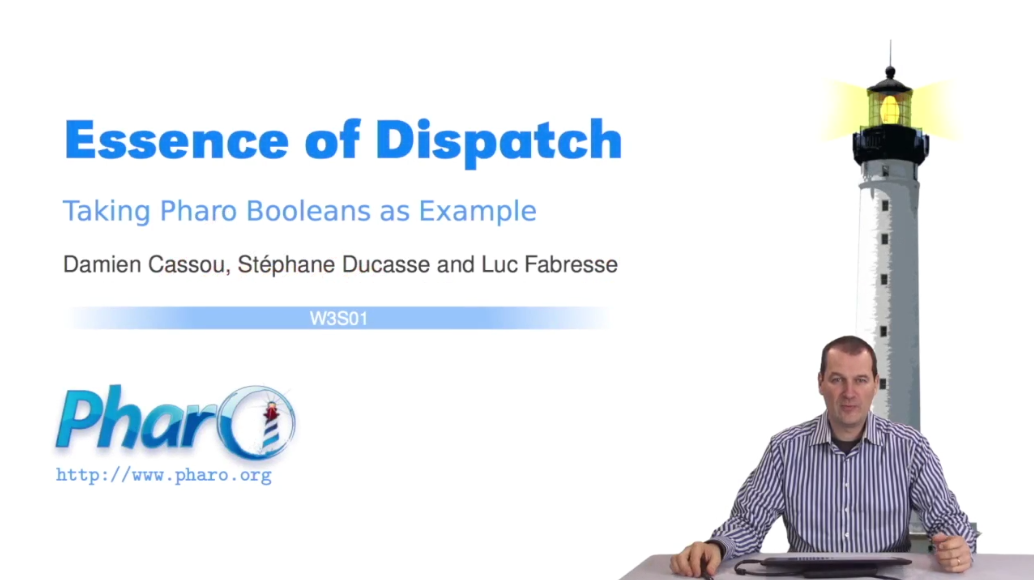 Essence of Dispatch
Taking Pharo Booleans as Example
Damien Cassou, Stéphane Ducasse and Luc Fabresse
W3S01
Pharo
http://www.pharo.org